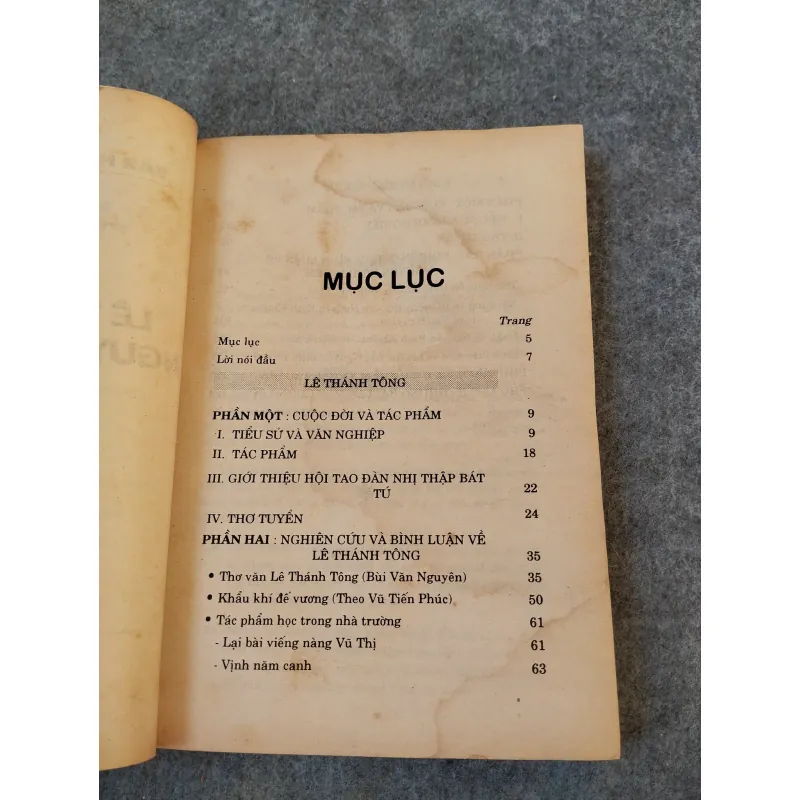 MỤC LỤC
Trang
Mục lục 5
Lời nói đầu 7
LÊ THÁNH TÔNG
PHẦN MỘT : CUỘC ĐỜI VÀ TÁC PHẨM 9
I. TIỂU SỬ VÀ VĂN NGHIỆP 9
II. TÁC PHẨM 18
III. GIỚI THIỆU HỘI TAO ĐÀN NHỊ THẬP BÁT
TÚ 22
IV. THƠ TUYỂN 24
PHẦN HAI : NGHIÊN CỨU VÀ BÌNH LUẬN VỀ
LÊ THÁNH TÔNG 35
• Thơ văn Lê Thánh Tông (Bùi Văn Nguyên) 35
• Khẩu khí đế vương (Theo Vũ Tiến Phúc) 50
• Tác phẩm học trong nhà trường 61
- Lại bài viếng nàng Vũ Thị 61
- Vịnh năm canh 63